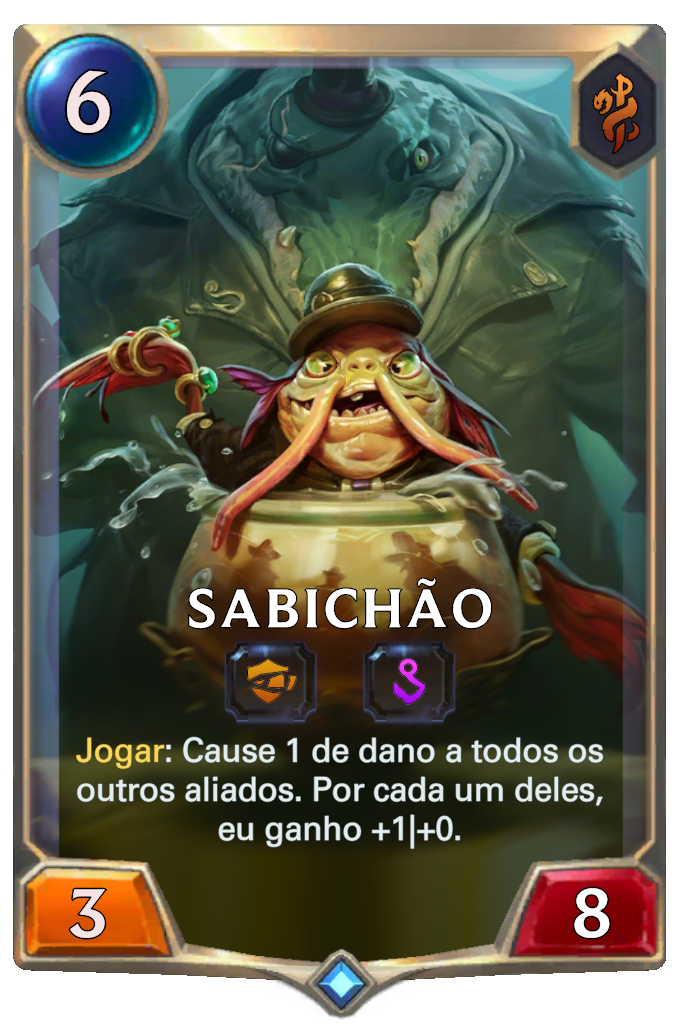 6
SABICHÃO
Jogar: Cause 1 de dano a todos os
outros aliados. Por cada um deles,
eu ganho +1|+0.
3
8